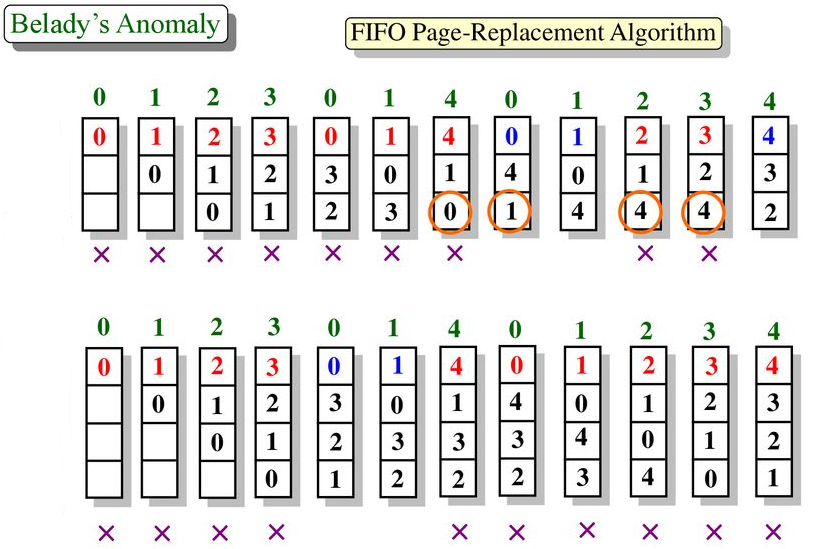 Belady's Anomaly
FIFO Page-Replacement Algorithm
0 1 2 3 0 1 4 0 1 2 3 4
0 1 2 3 0 1 4 0 1 2 3 4
0 1 2 3 0 1 4 0 1 2 3
0 1 2 3 0 1 4 4 4 2
× × × × × × × × ×
0 1 2 3 0 1 4 0 1 2 3 4
0 1 2 3 0 1 4 0 1 2 3 4
0 1 2 3 0 1 4 0 1 2 3
0 1 2 3 3 3 4 0 1 2
0 1 2 2 2 3 4 0 1
× × × × × × × × × ×